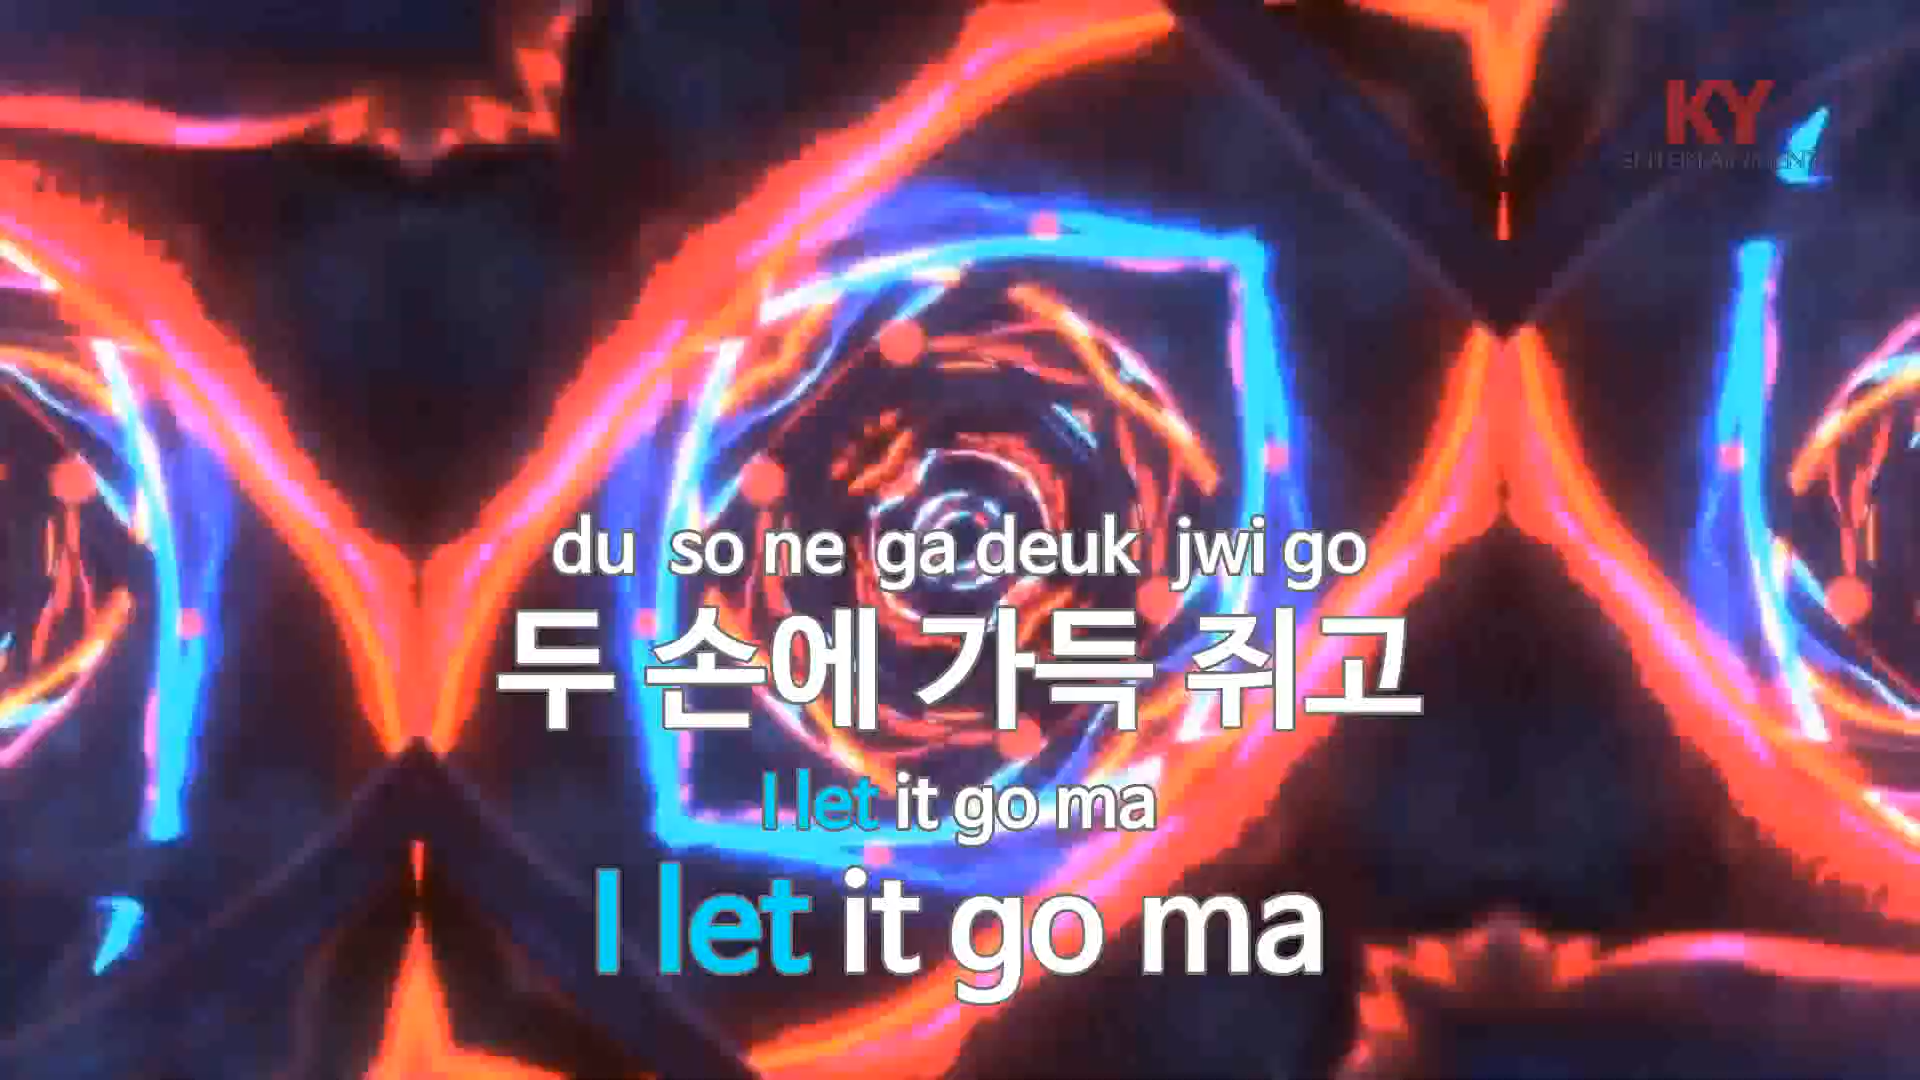 KY
ENTERTAINMENT
du so ne ga deuk jwi go
두 손에 가득 쥐고
I let it go ma
I let it go ma